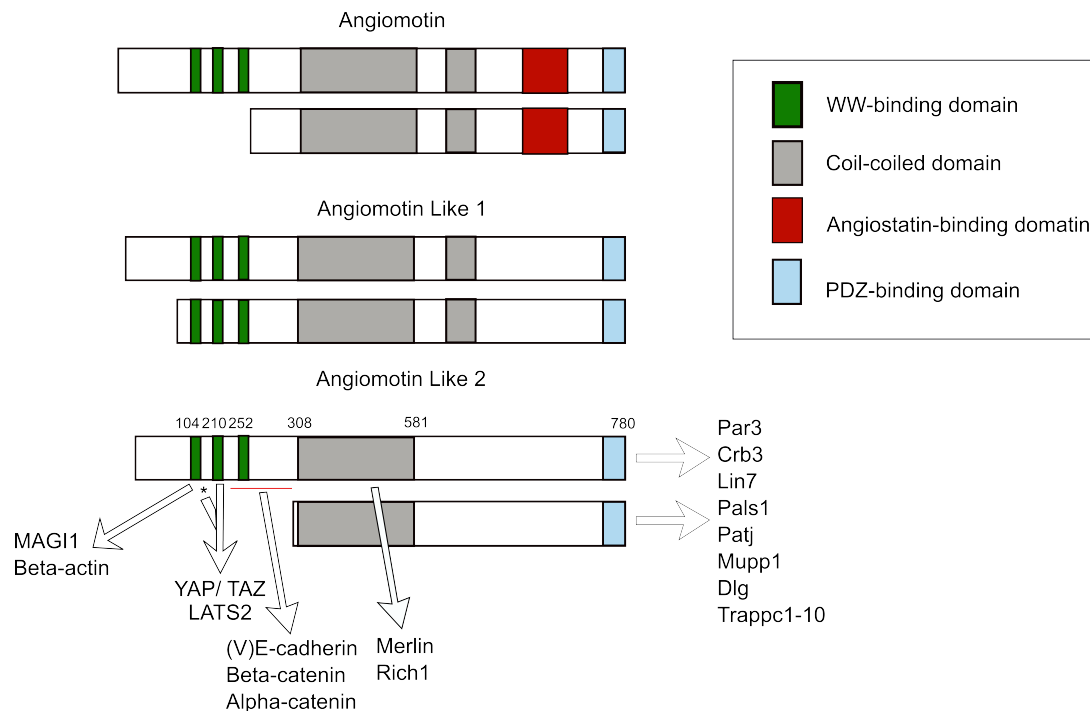 Angiomotin
WW-binding domain
Coil-coiled domain
Angiostatin-binding domatin
PDZ-binding domain
Angiomotin Like 1
Angiomotin Like 2
104 210 252 308 581 780
*
MAGI1
Beta-actin
YAP/ TAZ
LATS2
(V)E-cadherin
Beta-catenin
Alpha-catenin
Merlin
Rich1
Par3
Crb3
Lin7
Pals1
Patj
Mupp1
Dlg
Trappc1-10